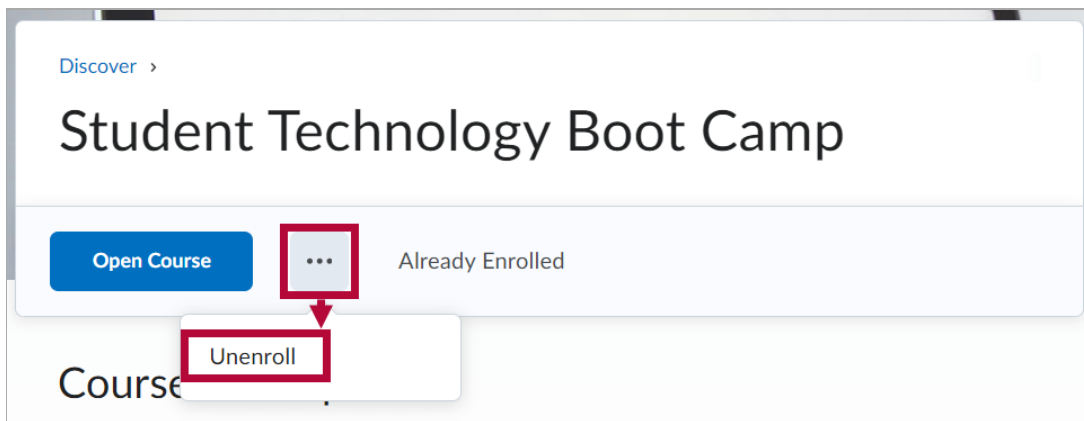 Discover ›
Student Technology Boot Camp
Open Course ••• Already Enrolled
Unenroll
Course